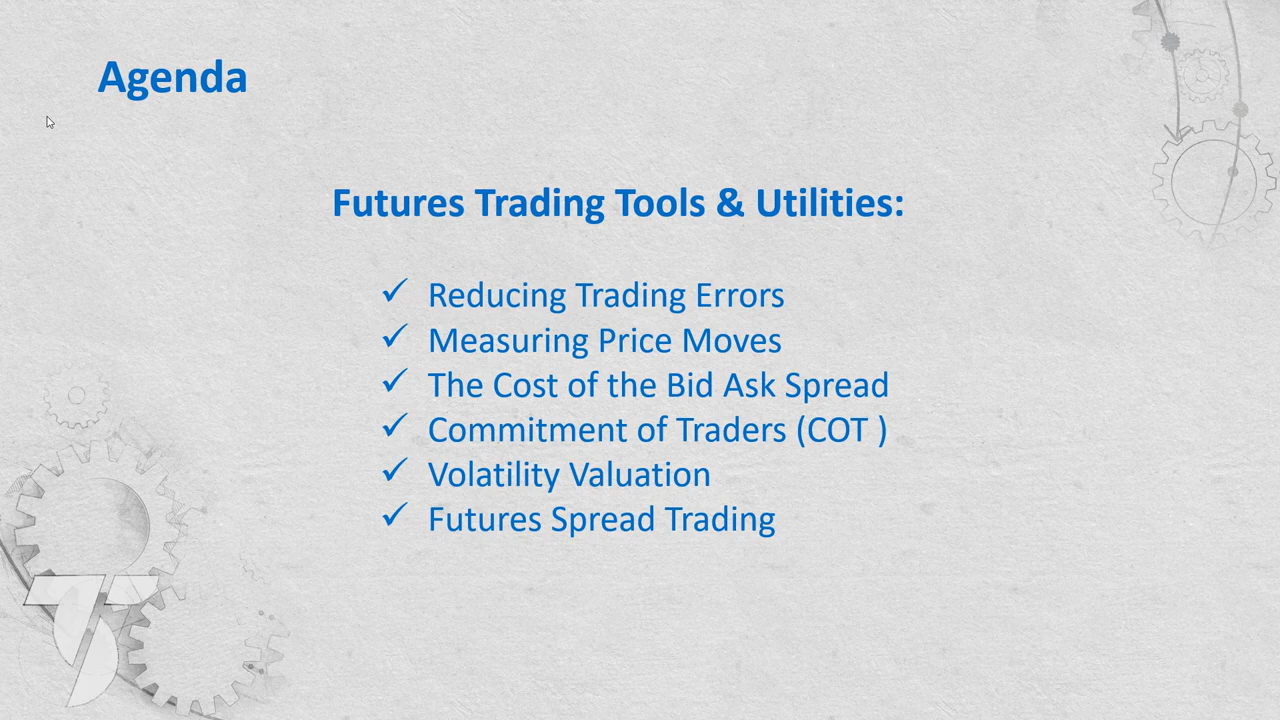 Agenda
Futures Trading Tools & Utilities:
✓ Reducing Trading Errors
✓ Measuring Price Moves
✓ The Cost of the Bid Ask Spread
✓ Commitment of Traders (COT )
✓ Volatility Valuation
✓ Futures Spread Trading